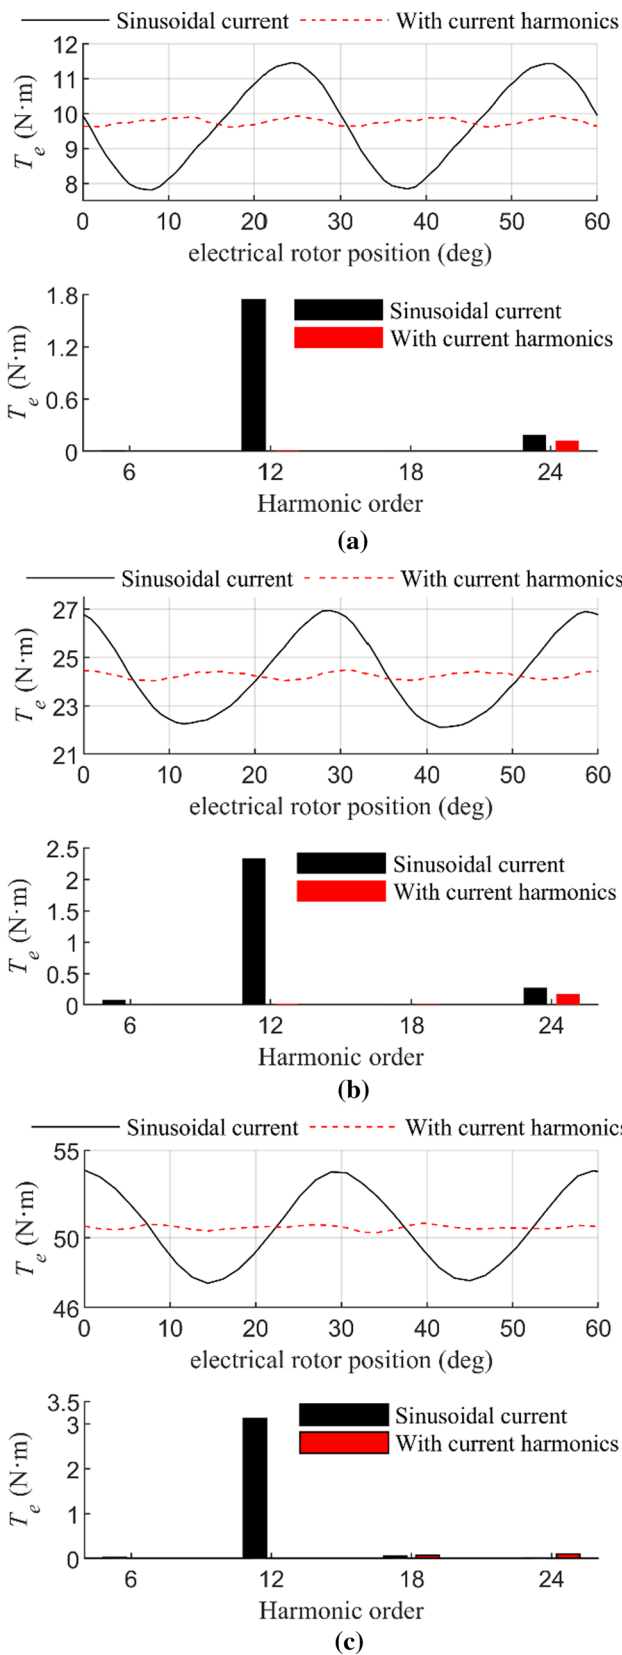 Sinusoidal current With current harmonics
12
11
10
9
8
T_e (N·m)
0 10 20 30 40 50 60
electrical rotor position (deg)
1.8
1.2
0.6
0
T_e (N·m)
Sinusoidal current
With current harmonics
6 12 18 24
Harmonic order
(a)
Sinusoidal current With current harmonics
27
25
23
21
T_e (N·m)
0 10 20 30 40 50 60
electrical rotor position (deg)
2.5
2
1.5
1
0.5
0
T_e (N·m)
Sinusoidal current
With current harmonics
6 12 18 24
Harmonic order
(b)
Sinusoidal current With current harmonics
55
50
46
T_e (N·m)
0 10 20 30 40 50 60
electrical rotor position (deg)
3.5
3
2
1
0
T_e (N·m)
Sinusoidal current
With current harmonics
6 12 18 24
Harmonic order
(c)